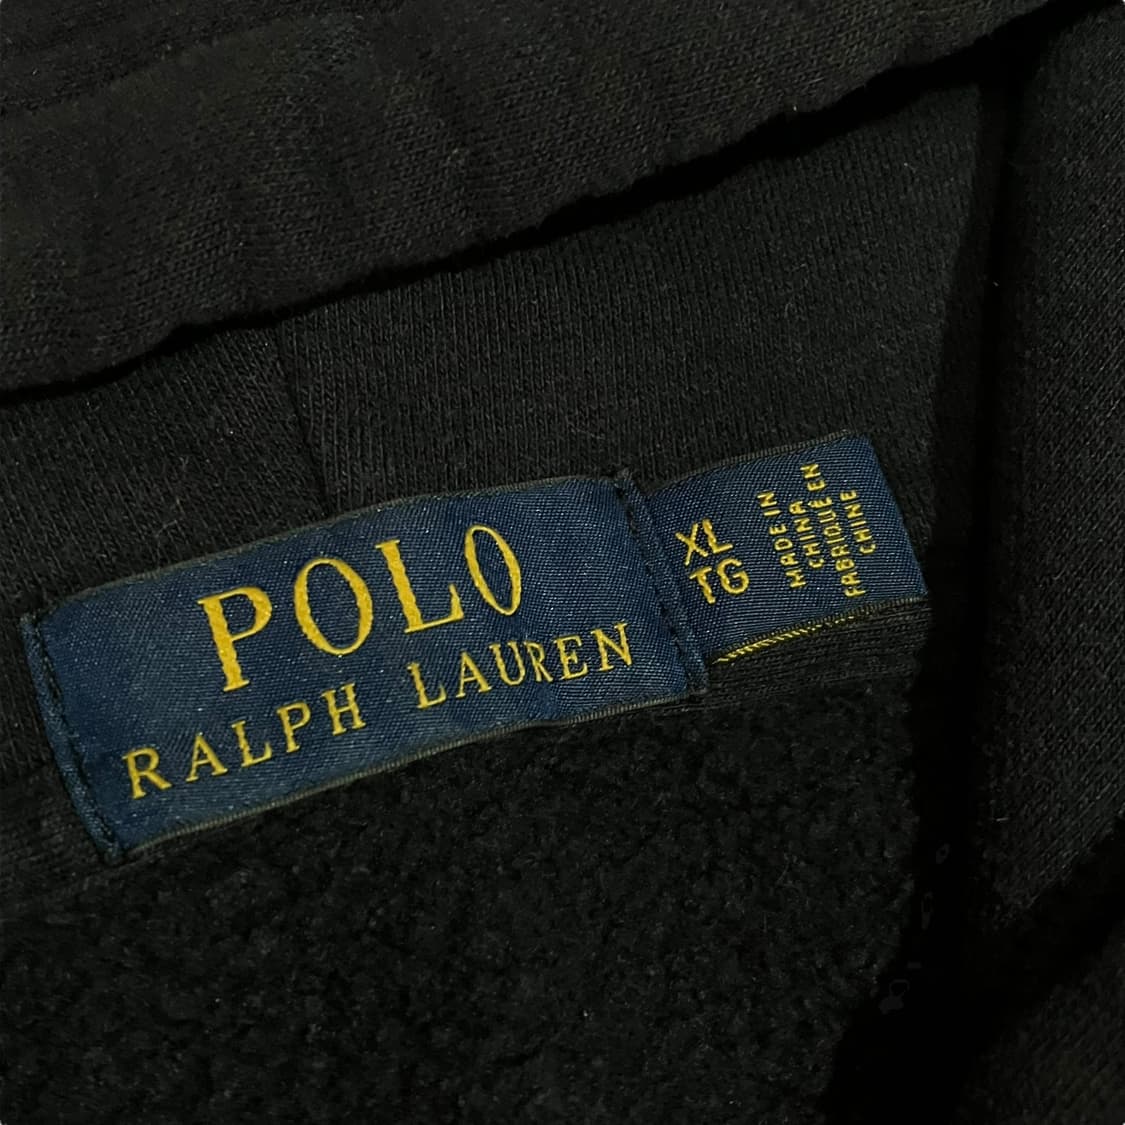 POLO
RALPH LAUREN
XL
TG
MADE IN
CHINA
FABRIQUÉ EN
CHINE